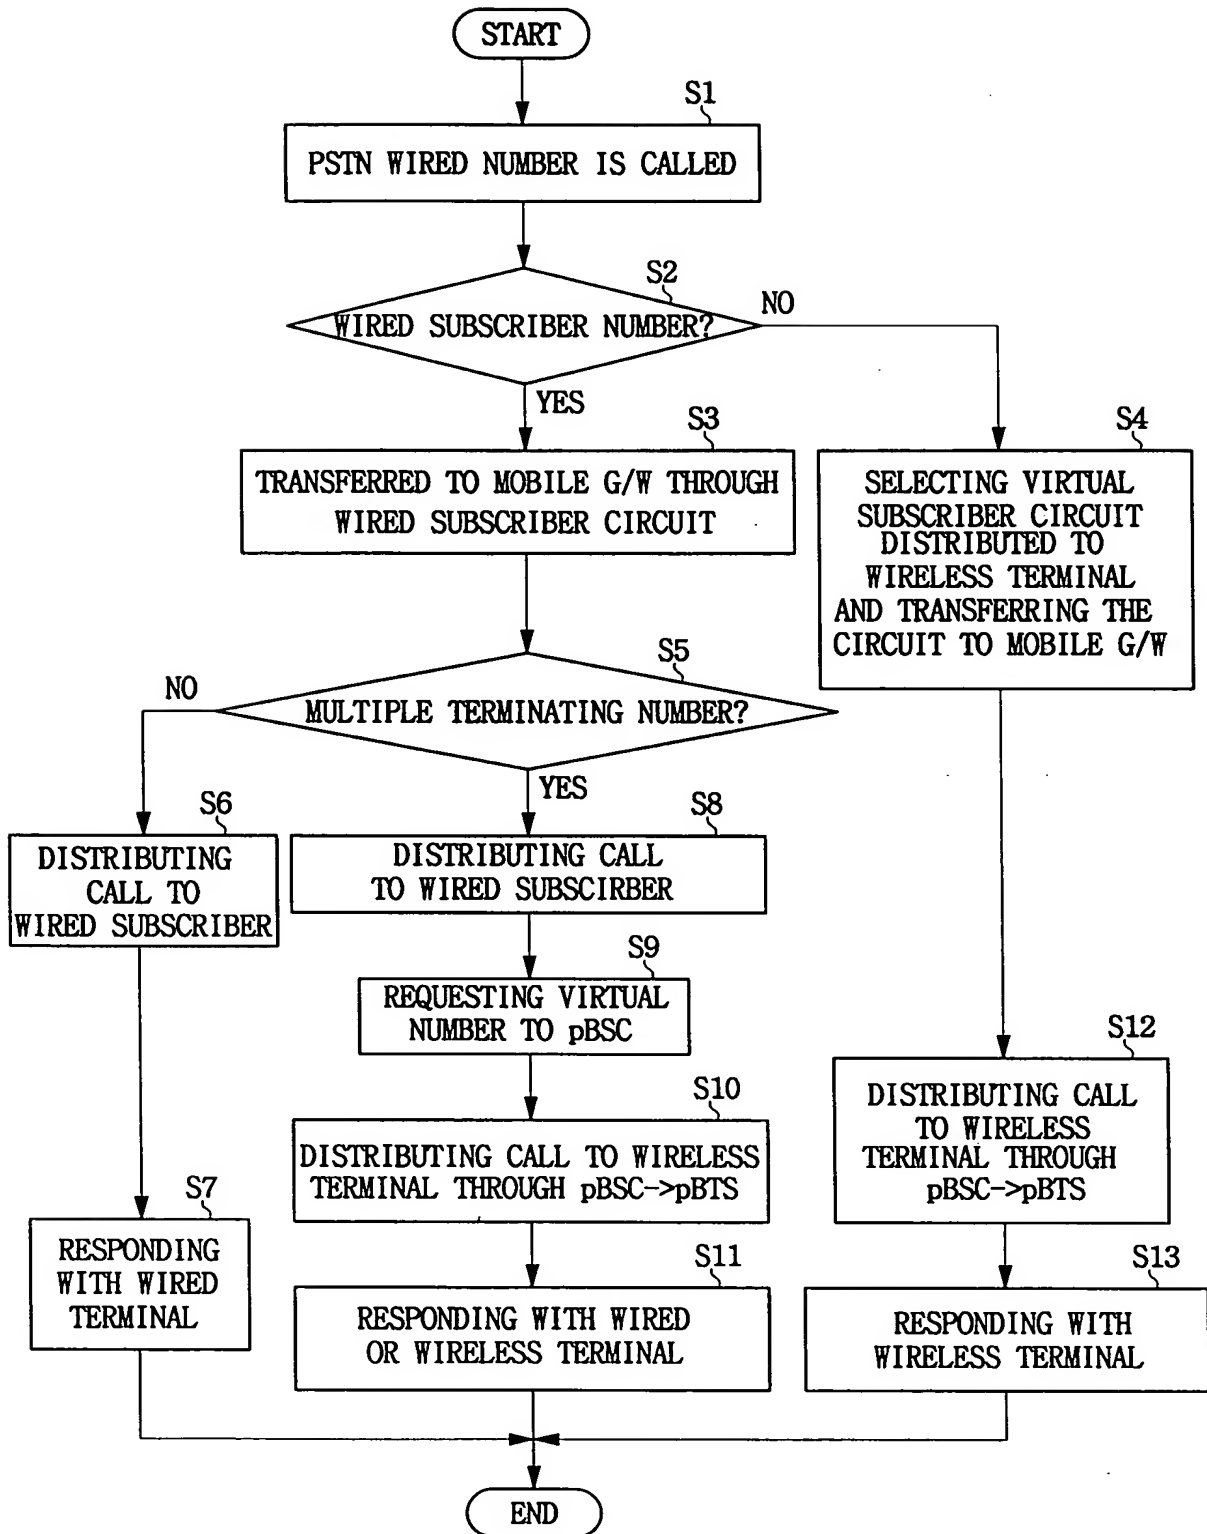 START
S1
PSTN WIRED NUMBER IS CALLED
S2
WIRED SUBSCRIBER NUMBER?
NO
YES
S3
TRANSFERRED TO MOBILE G/W THROUGH
WIRED SUBSCRIBER CIRCUIT
S4
SELECTING VIRTUAL
SUBSCRIBER CIRCUIT
DISTRIBUTED TO
WIRELESS TERMINAL
AND TRANSFERRING THE
CIRCUIT TO MOBILE G/W
S5
MULTIPLE TERMINATING NUMBER?
NO
YES
S6
DISTRIBUTING
CALL TO
WIRED SUBSCRIBER
S8
DISTRIBUTING CALL
TO WIRED SUBSCIRBER
S9
REQUESTING VIRTUAL
NUMBER TO pBSC
S10
DISTRIBUTING CALL TO WIRELESS
TERMINAL THROUGH pBSC->pBTS
S12
DISTRIBUTING CALL
TO WIRELESS
TERMINAL THROUGH
pBSC->pBTS
S7
RESPONDING
WITH WIRED
TERMINAL
S11
RESPONDING WITH WIRED
OR WIRELESS TERMINAL
S13
RESPONDING WITH
WIRELESS TERMINAL
END